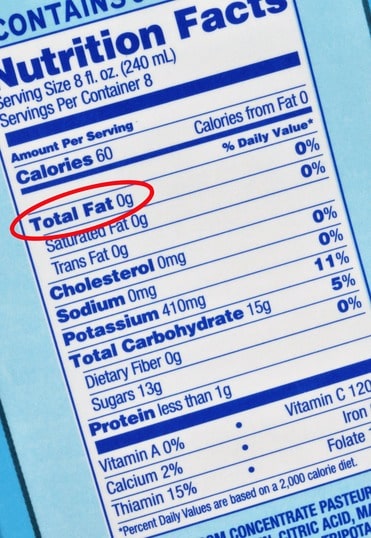 CONTAINS
Nutrition Facts
Serving Size 8 fl. oz. (240 mL)
Servings Per Container 8
Amount Per Serving
Calories 60 Calories from Fat 0
% Daily Value*
Total Fat 0g 0%
Saturated Fat 0g 0%
Trans Fat 0g
Cholesterol 0mg 0%
Sodium 0mg 0%
Potassium 410mg 11%
Total Carbohydrate 15g 5%
Dietary Fiber 0g 0%
Sugars 13g
Protein less than 1g
Vitamin A 0% • Vitamin C 120
Calcium 2% • Iron
Thiamin 15% • Folate
*Percent Daily Values are based on a 2,000 calorie diet.
CONCENTRATE PASTEUR
CITRIC ACID, MA